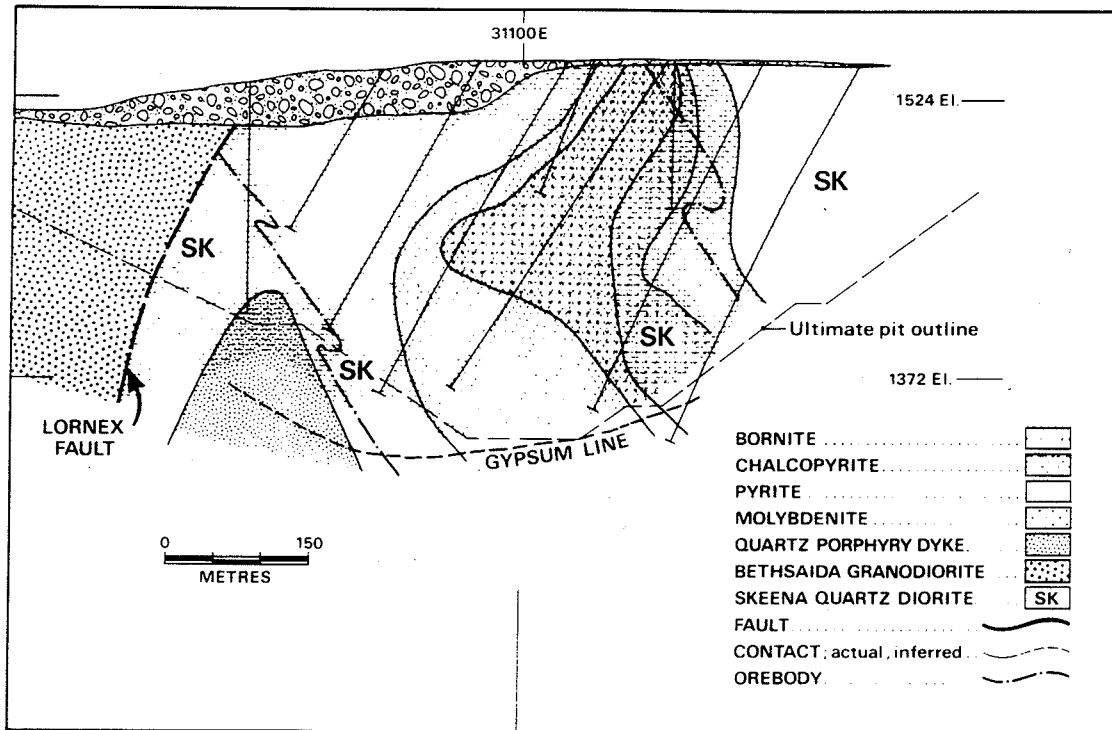 31100E
1524 El.
SK
SK
SK
SK
Ultimate pit outline
1372 El.
LORNEX
FAULT
GYPSUM LINE
0 150
METRES
BORNITE
CHALCOPYRITE
PYRITE
MOLYBDENITE
QUARTZ PORPHYRY DYKE
BETHSAIDA GRANODIORITE
SKEENA QUARTZ DIORITE SK
FAULT
CONTACT; actual, inferred
OREBODY